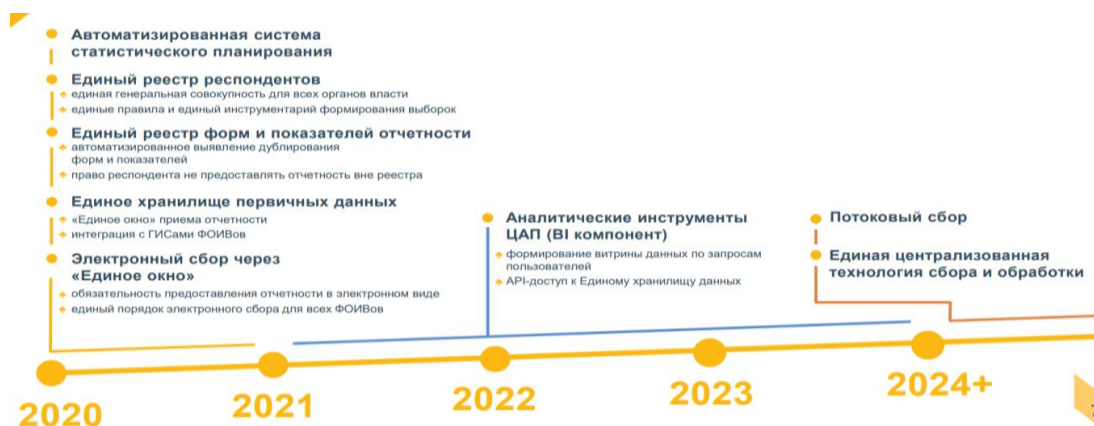 Автоматизированная система
статистического планирования
Единый реестр респондентов
единая генеральная совокупность для всех органов власти
единые правила и единый инструментарий формирования выборок
Единый реестр форм и показателей отчетности
автоматизированное выявление дублирования
форм и показателей
право респондента не предоставлять отчетность вне реестра
Единое хранилище первичных данных
«Единое окно» приема отчетности
интеграция с ГИСами ФОИВов
Электронный сбор через
«Единое окно»
обязательность предоставления отчетности в электронном виде
единый порядок электронного сбора для всех ФОИВов
Аналитические инструменты
ЦАП (BI компонент)
формирование витрины данных по запросам
пользователей
API-доступ к Единому хранилищу данных
Потоковый сбор
Единая централизованная
технология сбора и обработки
2020
2021
2022
2023
2024+